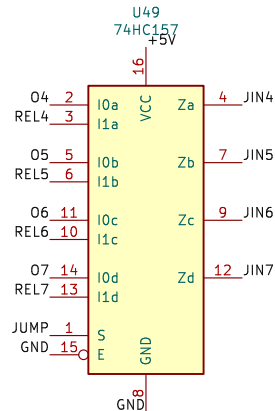 U49
74HC157
+5V
16
VCC
O4 2 I0a Za 4 JIN4
REL4 3 I1a
O5 5 I0b Zb 7 JIN5
REL5 6 I1b
O6 11 I0c Zc 9 JIN6
REL6 10 I1c
O7 14 I0d Zd 12 JIN7
REL7 13 I1d
JUMP 1 S
GND 15 E
GND
8
GND